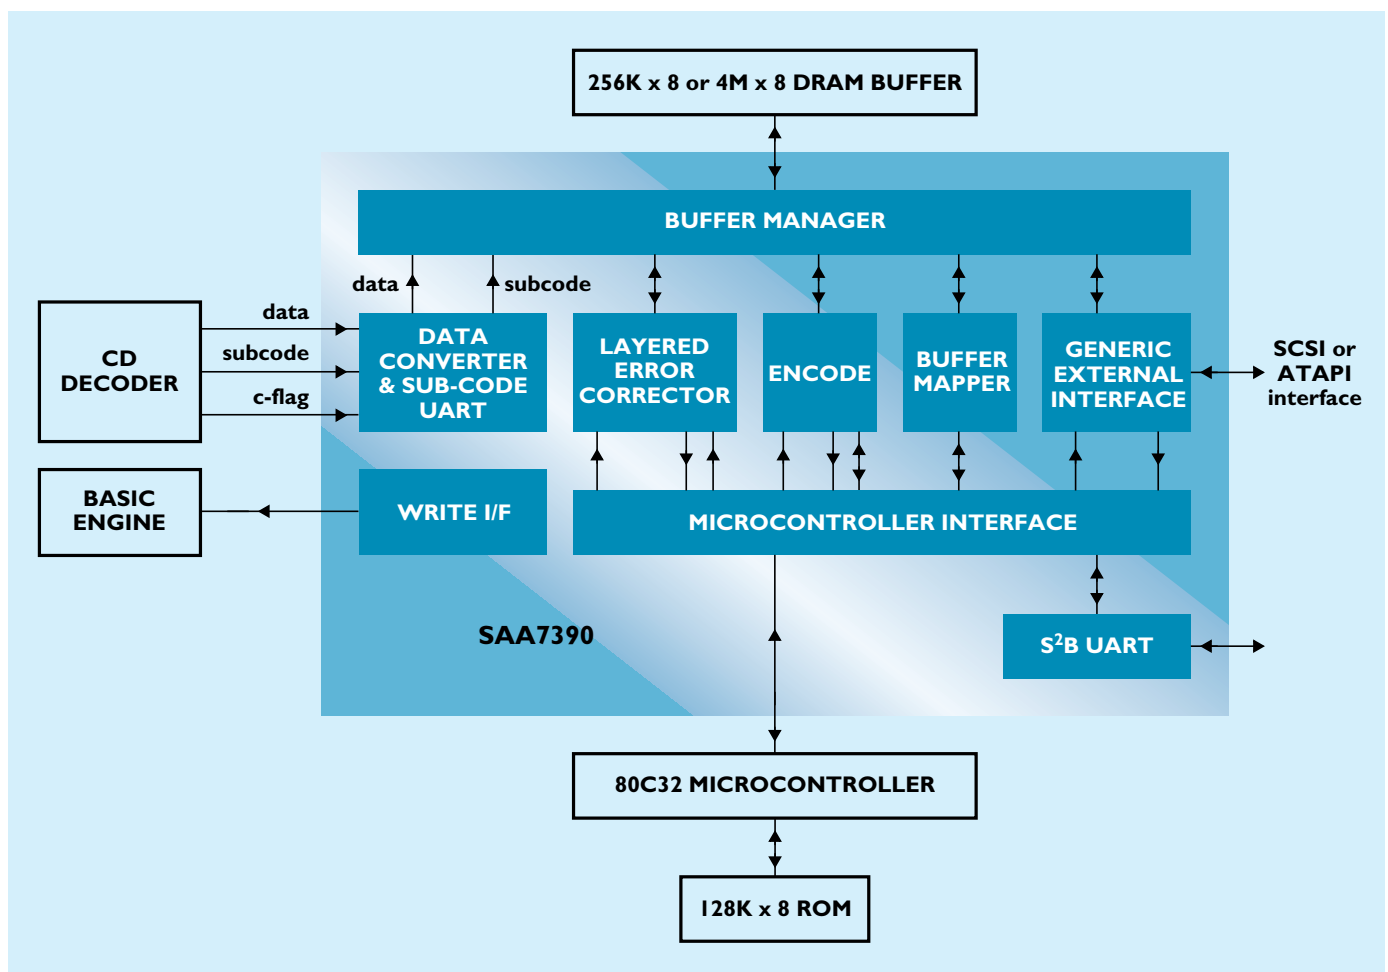 256K x 8 or 4M x 8 DRAM BUFFER
BUFFER MANAGER
data
subcode
CD
DECODER
data
subcode
c-flag
DATA
CONVERTER
& SUB-CODE
UART
LAYERED
ERROR
CORRECTOR
ENCODE
BUFFER
MAPPER
GENERIC
EXTERNAL
INTERFACE
SCSI or
ATAPI
interface
BASIC
ENGINE
WRITE I/F
MICROCONTROLLER INTERFACE
SAA7390
S²B UART
80C32 MICROCONTROLLER
128K x 8 ROM